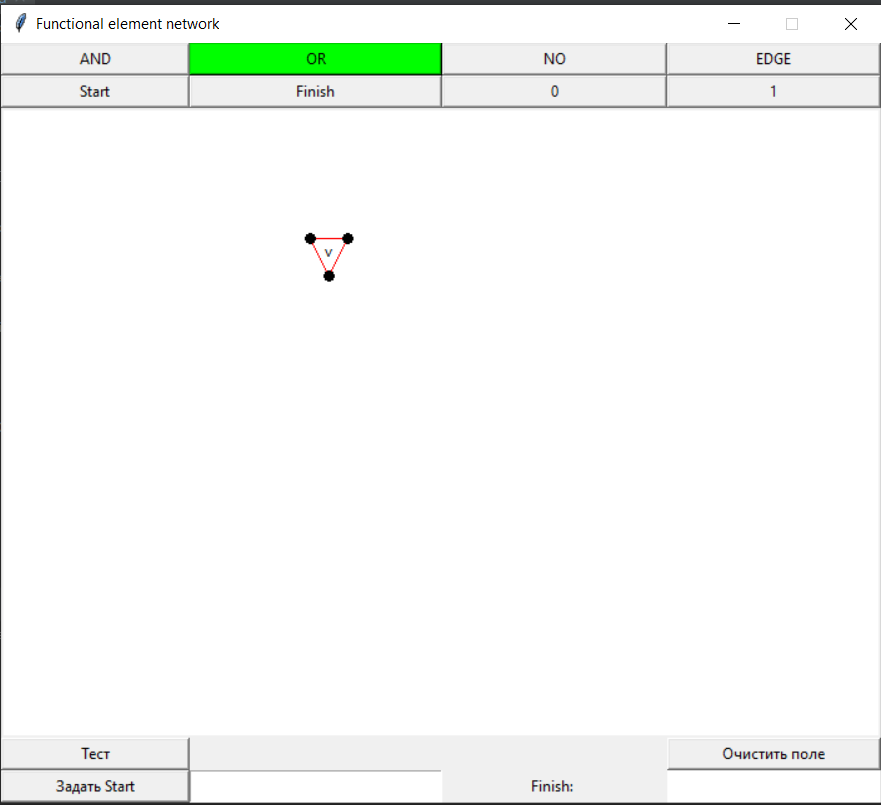 Functional element network
AND OR NO EDGE
Start Finish 0 1
v
Тест Очистить поле
Задать Start Finish: